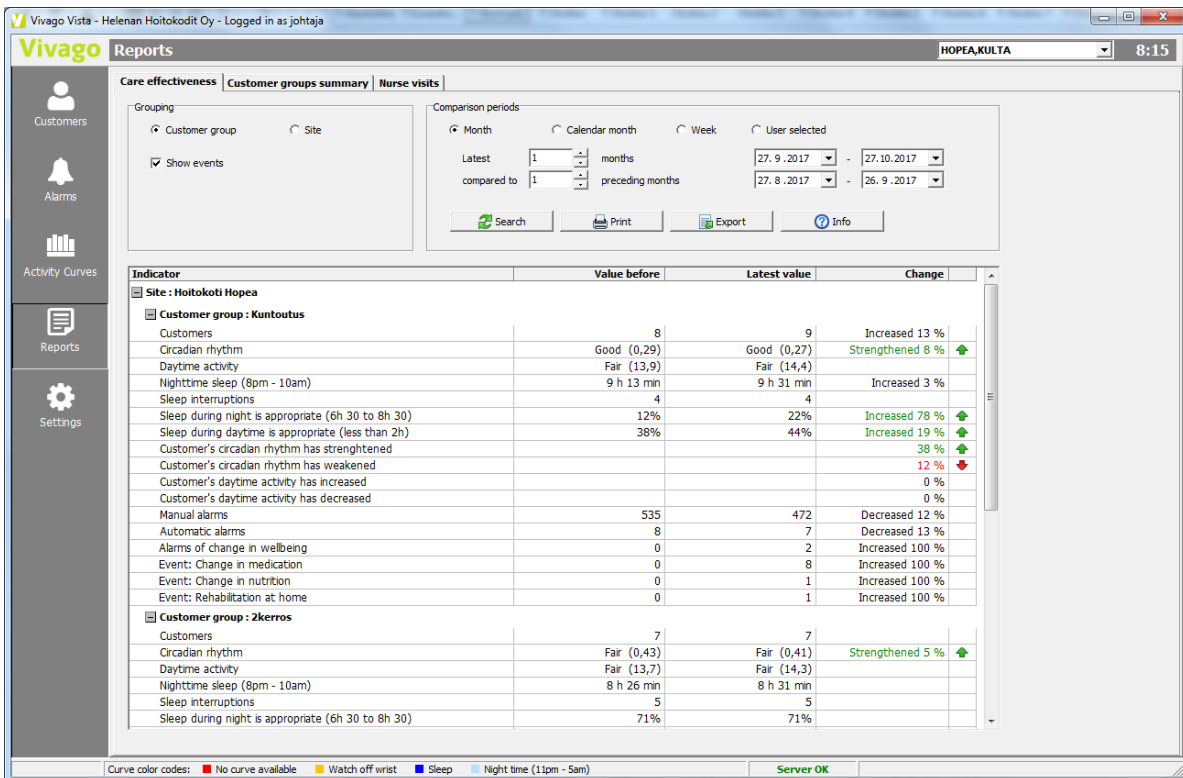 Vivago Vista - Helenan Hoitokodit Oy - Logged in as johtaja
Vivago Reports HOPEA,KULTA 8:15
Customers
Alarms
Activity Curves
Reports
Settings
Care effectiveness Customer groups summary Nurse visits
Grouping
Customer group Site
Show events
Comparison periods
Month Calendar month Week User selected
Latest 1 months 27. 9 .2017 - 27.10.2017
compared to 1 preceding months 27. 8 .2017 - 26. 9 .2017
Search Print Export Info
Indicator Value before Latest value Change
Site : Hoitokoti Hopea
Customer group : Kuntoutus
Customers 8 9 Increased 13 %
Circadian rhythm Good (0,29) Good (0,27) Strengthened 8 %
Daytime activity Fair (13,9) Fair (14,4)
Nighttime sleep (8pm - 10am) 9 h 13 min 9 h 31 min Increased 3 %
Sleep interruptions 4 4
Sleep during night is appropriate (6h 30 to 8h 30) 12% 22% Increased 78 %
Sleep during daytime is appropriate (less than 2h) 38% 44% Increased 19 %
Customer's circadian rhythm has strenghtened 38 %
Customer's circadian rhythm has weakened 12 %
Customer's daytime activity has increased 0 %
Customer's daytime activity has decreased 0 %
Manual alarms 535 472 Decreased 12 %
Automatic alarms 8 7 Decreased 13 %
Alarms of change in wellbeing 0 2 Increased 100 %
Event: Change in medication 0 8 Increased 100 %
Event: Change in nutrition 0 1 Increased 100 %
Event: Rehabilitation at home 0 1 Increased 100 %
Customer group : 2kerros
Customers 7 7
Circadian rhythm Fair (0,43) Fair (0,41) Strengthened 5 %
Daytime activity Fair (13,7) Fair (14,3)
Nighttime sleep (8pm - 10am) 8 h 26 min 8 h 31 min
Sleep interruptions 5 5
Sleep during night is appropriate (6h 30 to 8h 30) 71% 71%
Curve color codes: No curve available Watch off wrist Sleep Night time (11pm - 5am) Server OK